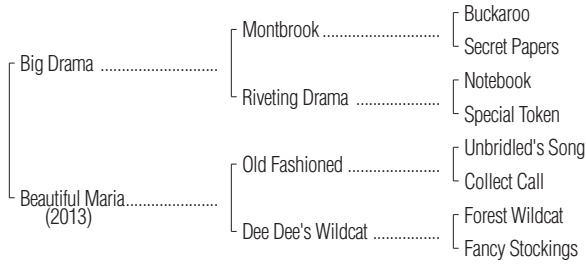 Buckaroo
Montbrook ........................................
Secret Papers
Big Drama ........................................
Notebook
Riveting Drama ............................
Special Token
Unbridled's Song
Old Fashioned ...............................
Collect Call
Beautiful Maria...............................
(2013)
Forest Wildcat
Dee Dee's Wildcat ......................
Fancy Stockings